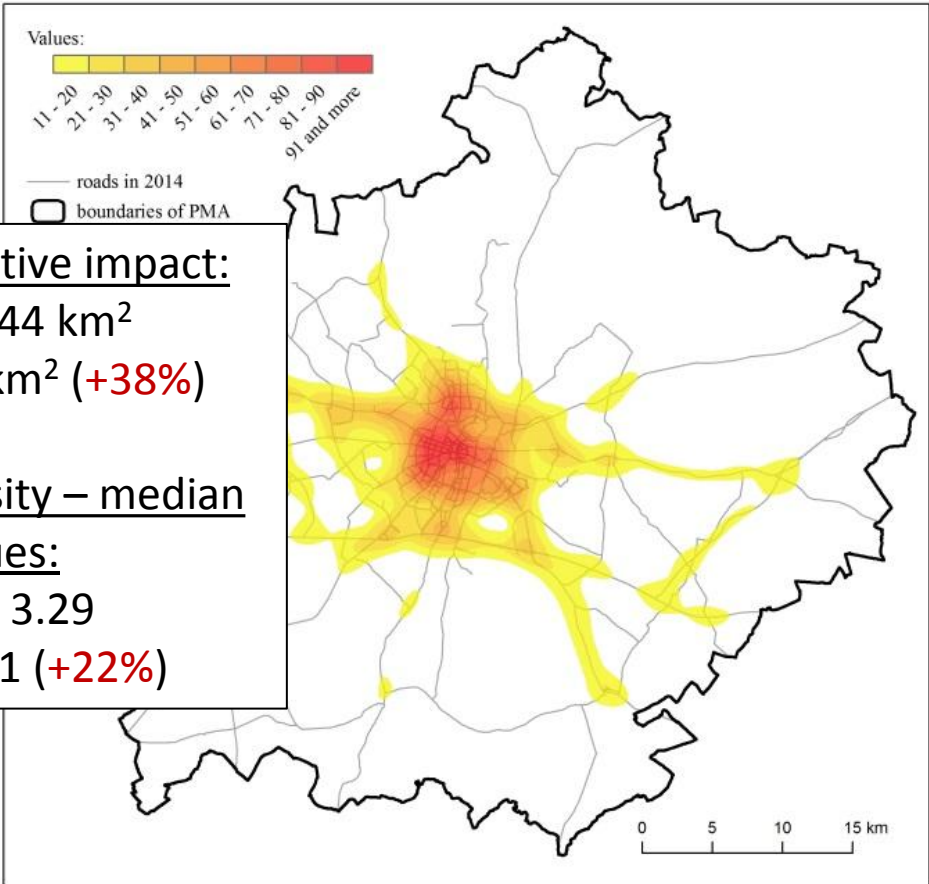 Values:
11 - 20
21 - 30
31 - 40
41 - 50
51 - 60
61 - 70
71 - 80
81 - 90
91 and more
roads in 2014
boundaries of PMA
tive impact:
44 km²
km² (+38%)
sity – median
ues:
3.29
1 (+22%)
0 5 10 15 km